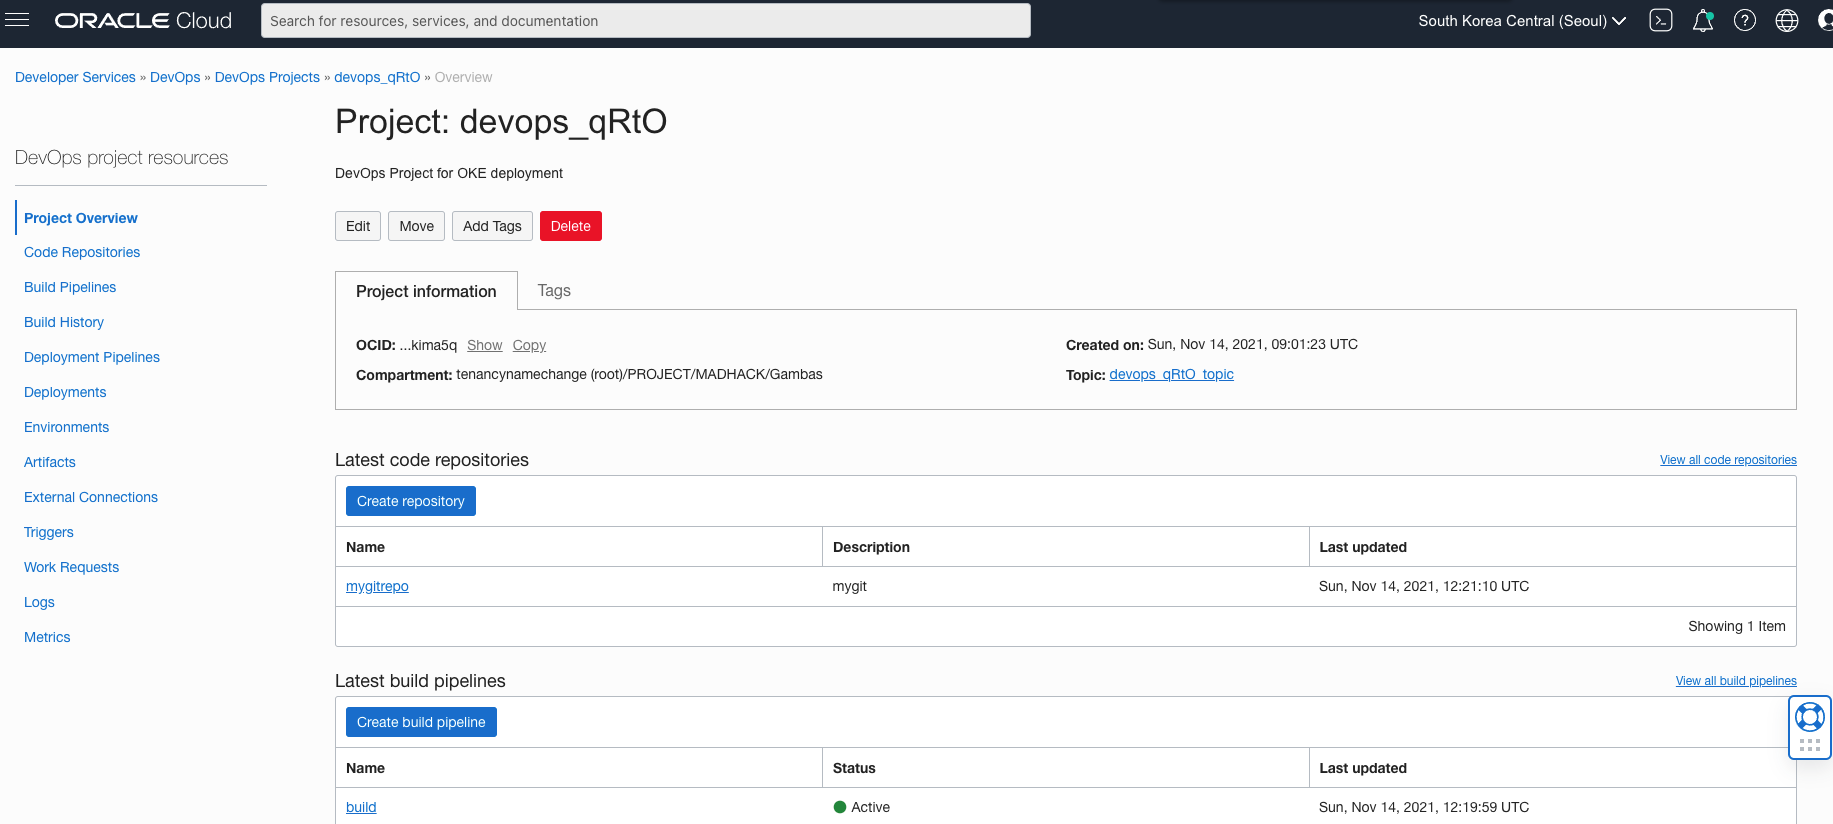 ORACLE Cloud
Search for resources, services, and documentation
South Korea Central (Seoul)
Developer Services » DevOps » DevOps Projects » devops_qRtO » Overview
Project: devops_qRtO
DevOps Project for OKE deployment
Edit Move Add Tags Delete
DevOps project resources
Project Overview
Code Repositories
Build Pipelines
Build History
Deployment Pipelines
Deployments
Environments
Artifacts
External Connections
Triggers
Work Requests
Logs
Metrics
Project information Tags
OCID: ...kima5q Show Copy
Compartment: tenancynamechange (root)/PROJECT/MADHACK/Gambas
Created on: Sun, Nov 14, 2021, 09:01:23 UTC
Topic: devops_qRtO_topic
Latest code repositories
View all code repositories
Create repository
Name Description Last updated
mygitrepo mygit Sun, Nov 14, 2021, 12:21:10 UTC
Showing 1 Item
Latest build pipelines
View all build pipelines
Create build pipeline
Name Status Last updated
build Active Sun, Nov 14, 2021, 12:19:59 UTC